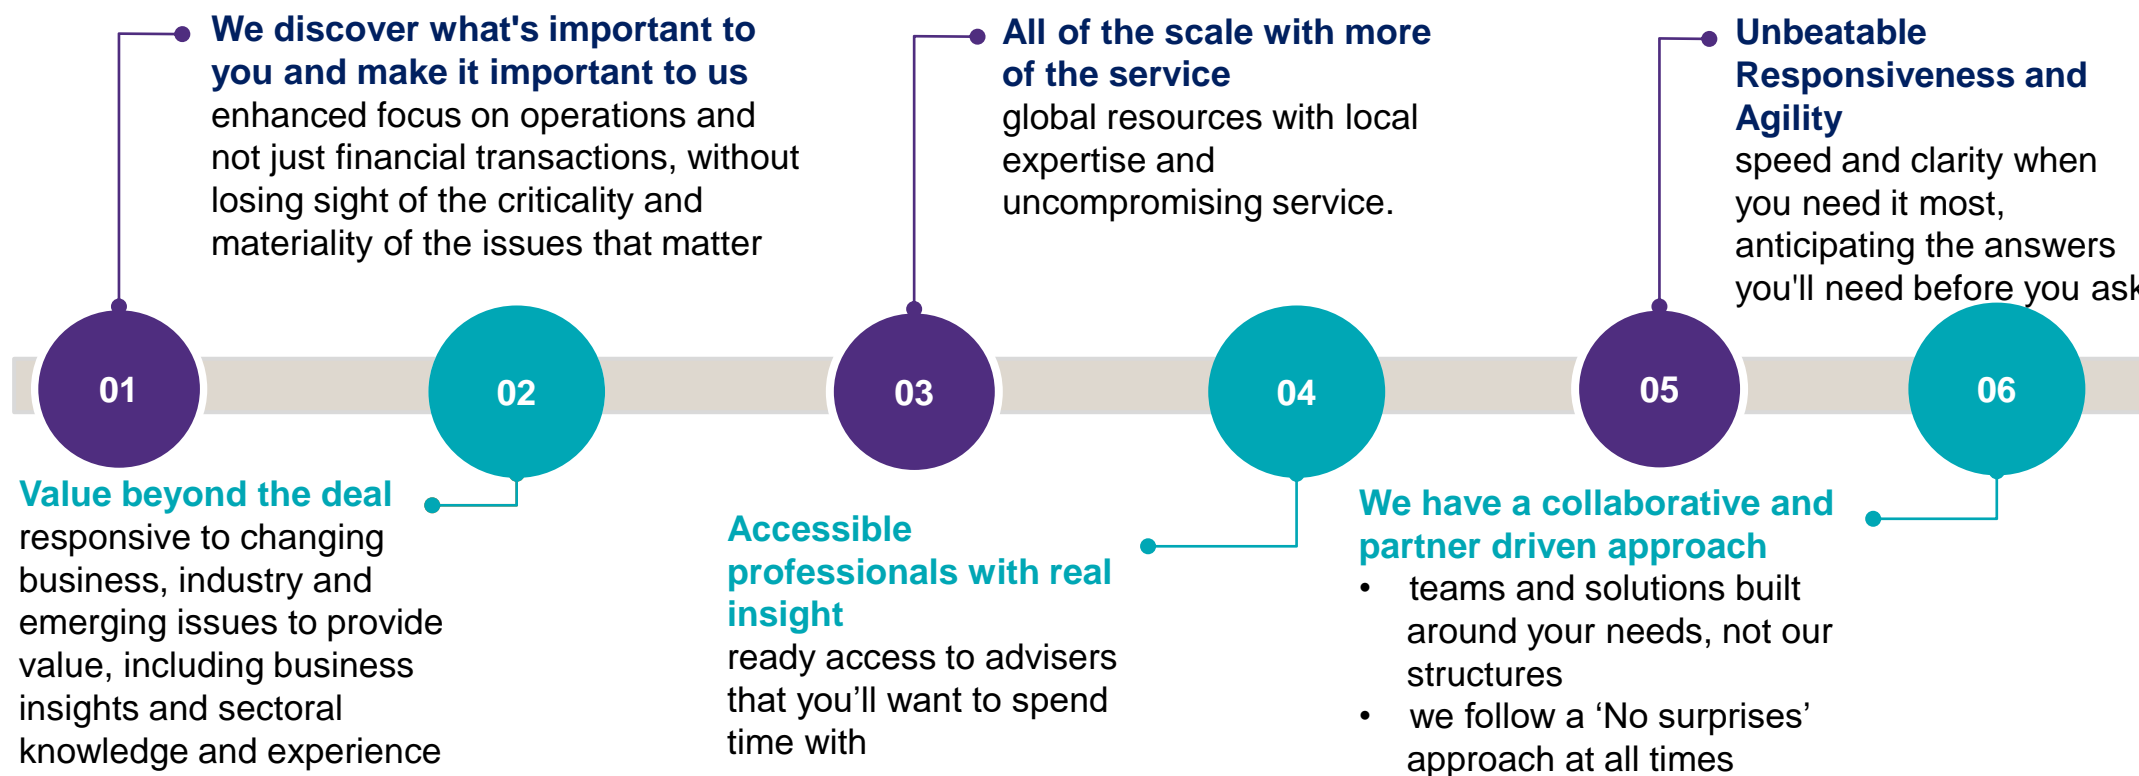 We discover what's important to
you and make it important to us
enhanced focus on operations and
not just financial transactions, without
losing sight of the criticality and
materiality of the issues that matter
All of the scale with more
of the service
global resources with local
expertise and
uncompromising service.
Unbeatable
Responsiveness and
Agility
speed and clarity when
you need it most,
anticipating the answers
you'll need before you ask
01
02
03
04
05
06
Value beyond the deal
responsive to changing
business, industry and
emerging issues to provide
value, including business
insights and sectoral
knowledge and experience
Accessible
professionals with real
insight
ready access to advisers
that you’ll want to spend
time with
We have a collaborative and
partner driven approach
• teams and solutions built
around your needs, not our
structures
• we follow a ‘No surprises’
approach at all times